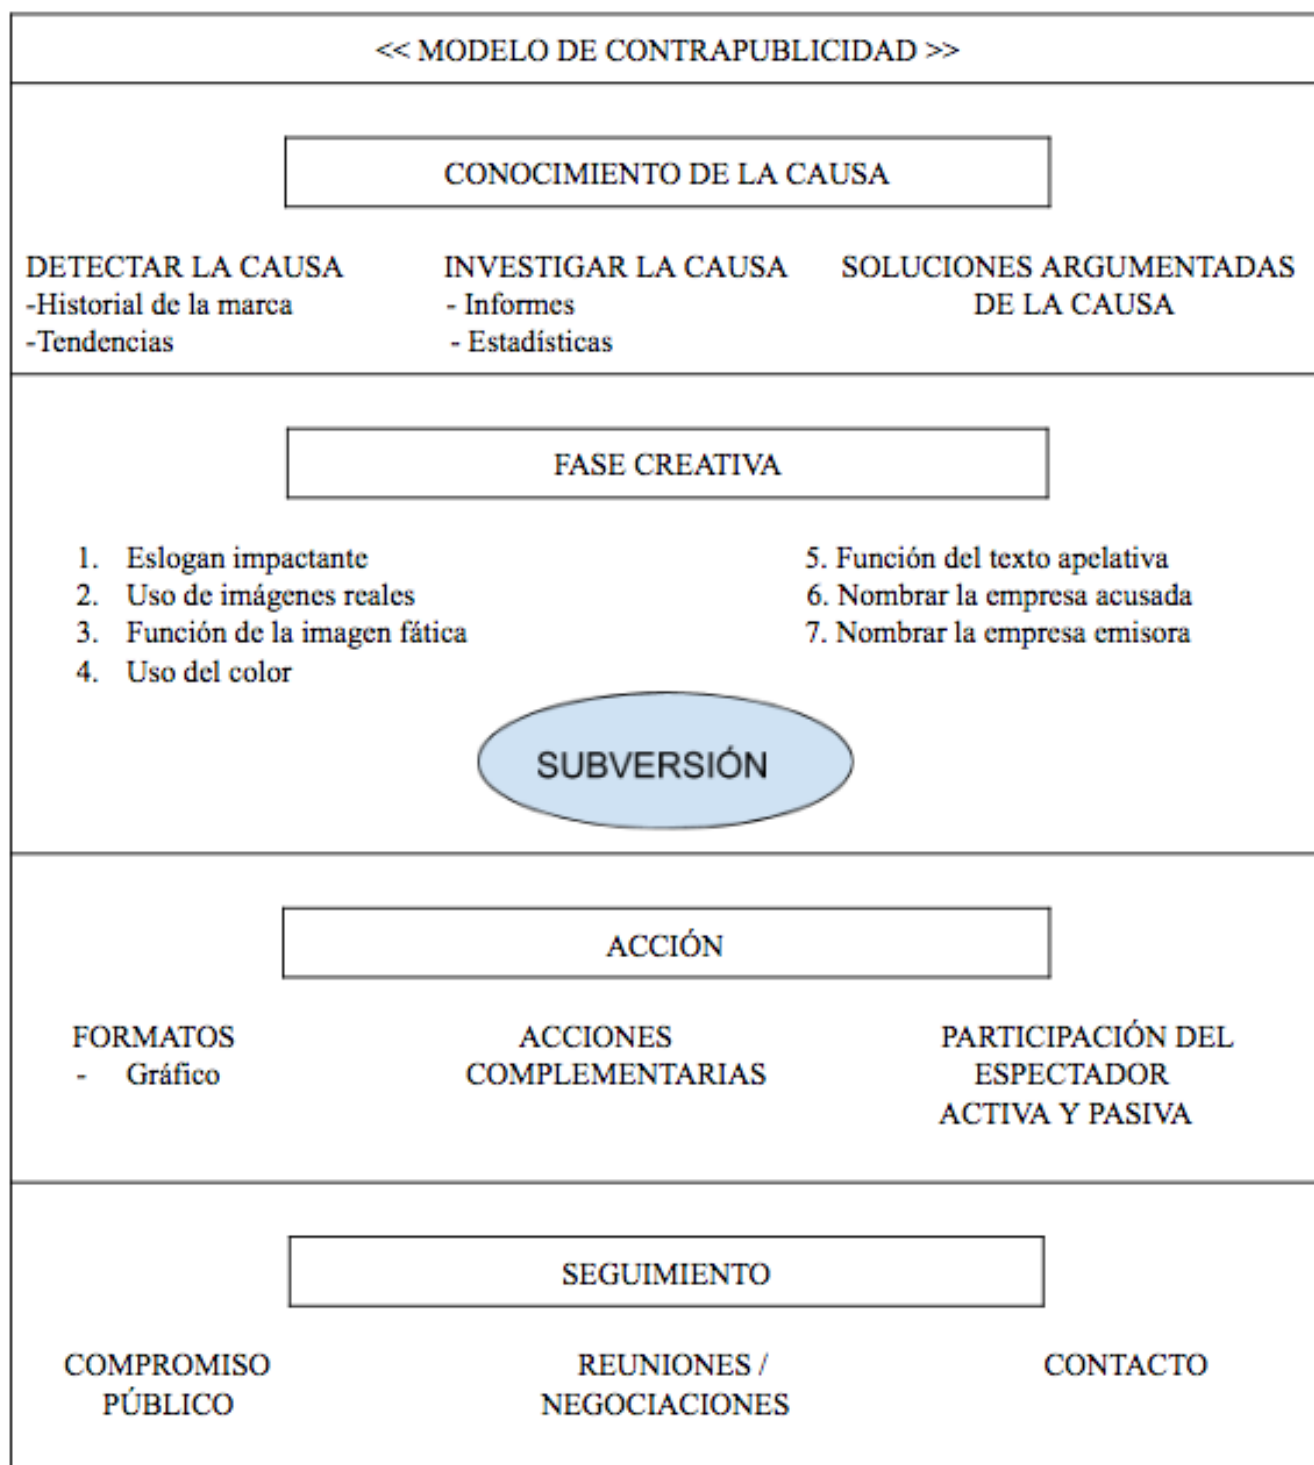 << MODELO DE CONTRAPUBLICIDAD >>
CONOCIMIENTO DE LA CAUSA
DETECTAR LA CAUSA
-Historial de la marca
-Tendencias
INVESTIGAR LA CAUSA
- Informes
- Estadísticas
SOLUCIONES ARGUMENTADAS
DE LA CAUSA
FASE CREATIVA
1. Eslogan impactante
2. Uso de imágenes reales
3. Función de la imagen fática
4. Uso del color
5. Función del texto apelativa
6. Nombrar la empresa acusada
7. Nombrar la empresa emisora
SUBVERSIÓN
ACCIÓN
FORMATOS
- Gráfico
ACCIONES
COMPLEMENTARIAS
PARTICIPACIÓN DEL
ESPECTADOR
ACTIVA Y PASIVA
SEGUIMIENTO
COMPROMISO
PÚBLICO
REUNIONES /
NEGOCIACIONES
CONTACTO